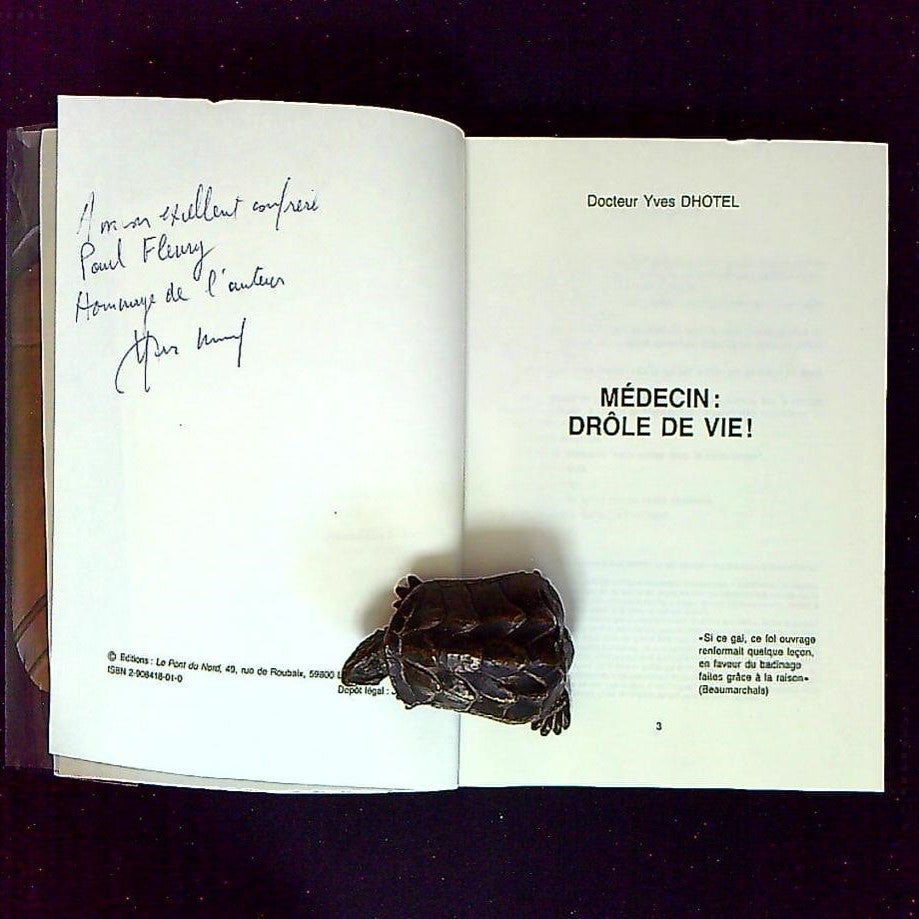 A mon excellent confrère
Paul Fleury
Hommage de l'auteur
© Editions : Le Pont du Nord, 49, rue de Roubaix, 59800
ISBN 2-908418-01-0
Dépôt légal :
Docteur Yves DHOTEL
MÉDECIN :
DRÔLE DE VIE !
«Si ce gai, ce fol ouvrage
renfermait quelque leçon,
en faveur du badinage
faites grâce à la raison»
(Beaumarchais)
3